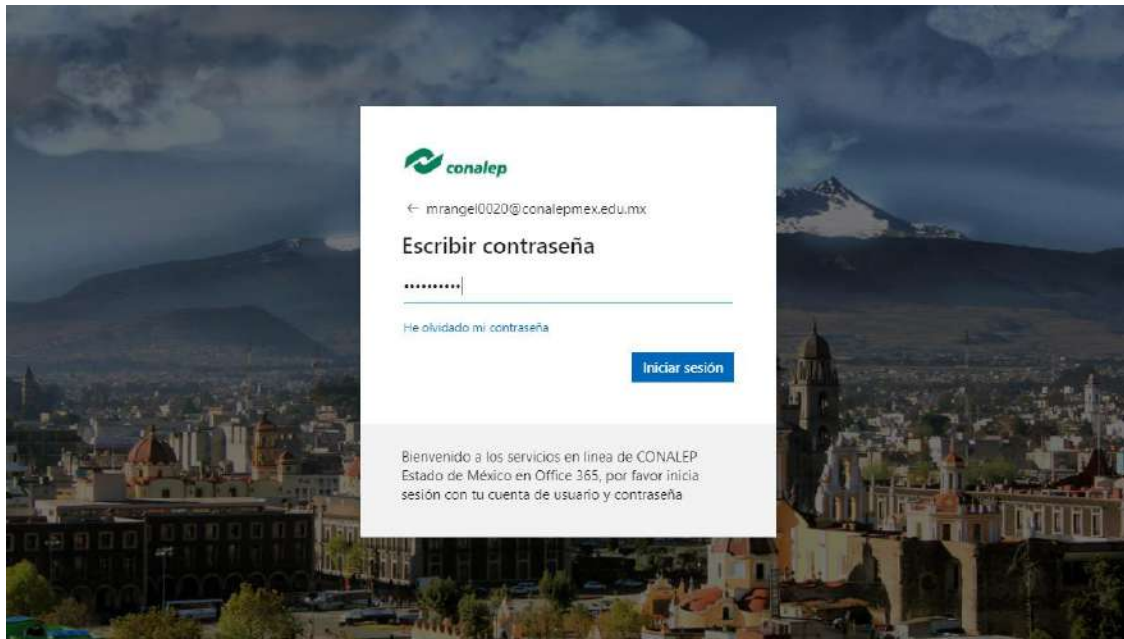 conalep
← mrangel0020@conalepmex.edu.mx
Escribir contraseña
••••••••••
He olvidado mi contraseña
Iniciar sesión
Bienvenido a los servicios en linea de CONALEP
Estado de México en Office 365, por favor inicia
sesión con tu cuenta de usuario y contraseña